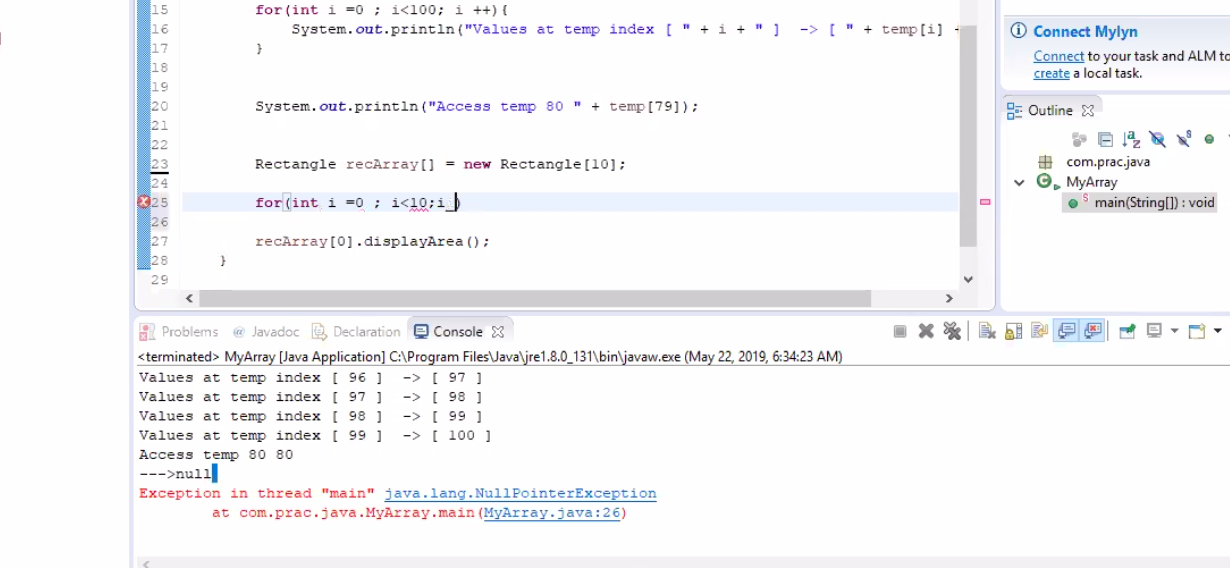 15 for(int i =0 ; i<100; i ++){
16 System.out.println("Values at temp index [ " + i + " ]  -> [ " + temp[i] +
17 }
18
19
20 System.out.println("Access temp 80 " + temp[79]);
21
22
23 Rectangle recArray[] = new Rectangle[10];
24
25 for(int i =0 ; i<10;i_)
26
27 recArray[0].displayArea();
28 }
29
Connect Mylyn
Connect to your task and ALM to
create a local task.
Outline
com.prac.java
MyArray
main(String[]) : void
Problems @ Javadoc Declaration Console
<terminated> MyArray [Java Application] C:\Program Files\Java\jre1.8.0_131\bin\javaw.exe (May 22, 2019, 6:34:23 AM)
Values at temp index [ 96 ]  -> [ 97 ]
Values at temp index [ 97 ]  -> [ 98 ]
Values at temp index [ 98 ]  -> [ 99 ]
Values at temp index [ 99 ]  -> [ 100 ]
Access temp 80 80
--->null
Exception in thread "main" java.lang.NullPointerException
at com.prac.java.MyArray.main(MyArray.java:26)